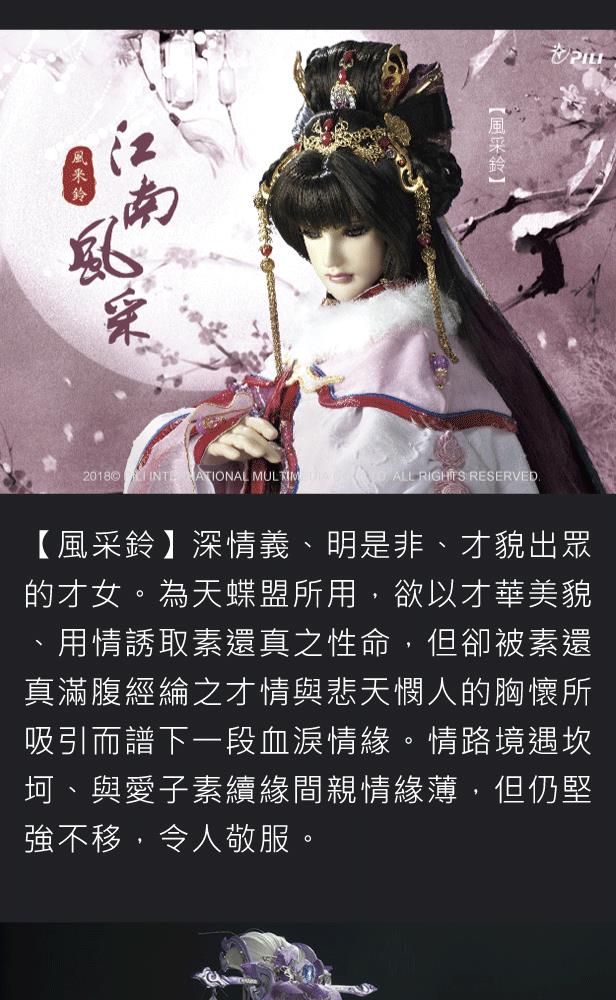 PILI
【風采鈴】
江南風采
風采鈴
2018© PILI INTERNATIONAL MULTIMEDIA CO., LTD. ALL RIGHTS RESERVED.
【風采鈴】深情義、明是非、才貌出眾
的才女。為天蝶盟所用，欲以才華美貌
、用情誘取素還真之性命，但卻被素還
真滿腹經綸之才情與悲天憫人的胸懷所
吸引而譜下一段血淚情緣。情路境遇坎
坷、與愛子素續緣間親情緣薄，但仍堅
強不移，令人敬服。